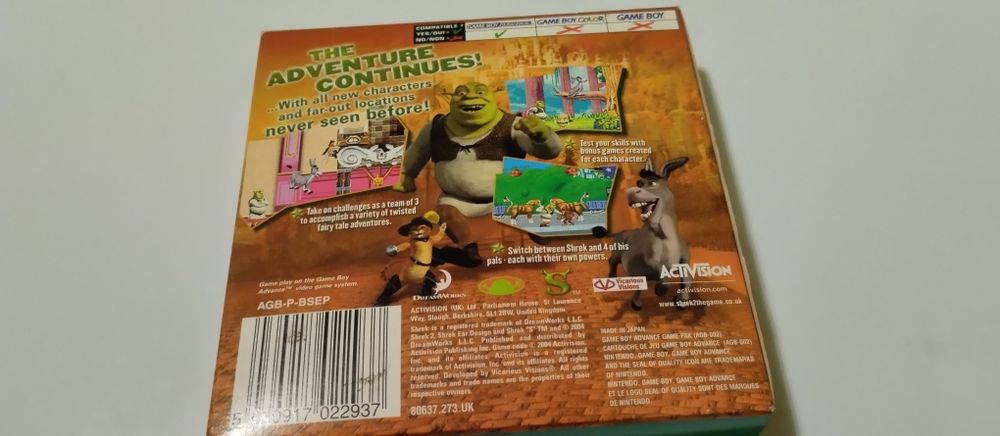 COMPATIBLE?
YES/OUI=
NO/NON=
GAME BOY ADVANCE
GAME BOY COLOR
GAME BOY
THE
ADVENTURE
CONTINUES!
...With all new characters
and far-out locations
never seen before!
Test your skills with
bonus games created
for each character.
Take on challenges as a team of 3
to accomplish a variety of twisted
fairy tale adventures.
Switch between Shrek and 4 of his
pals - each with their own powers.
Game play on the Game Boy
Advance™ video game system.
AGB-P-BSEP
DREAMWORKS
S
TM
Vicarious
Visions
ACTIVISION
activision.com
www.shrek2thegame.co.uk
ACTIVISION (UK) Ltd. Parliament House, St Laurence
Way, Slough, Berkshire, SL1 2BW, United Kingdom
Shrek is a registered trademark of DreamWorks L.L.C.
Shrek 2, Shrek Ear Design and Shrek "S" TM and © 2004
DreamWorks L.L.C. Published and distributed by
Activision Publishing Inc. Game code © 2004 Activision,
Inc. and its affiliates. Activision is a registered
trademark of Activision, Inc. and its affiliates. All rights
reserved. Developed by Vicarious Visions®. All other
trademarks and trade names are the properties of their
respective owners.
80637.273.UK
MADE IN JAPAN
GAME BOY ADVANCE GAME PAK (AGB-002)
CARTOUCHE DE JEU GAME BOY ADVANCE (AGB-002)
NINTENDO, GAME BOY, GAME BOY ADVANCE
AND THE SEAL OF QUALITY ICON ARE TRADEMARKS
OF NINTENDO.
NINTENDO, GAME BOY, GAME BOY ADVANCE
ET LE LOGO SEAL OF QUALITY SONT DES MARQUES
DE NINTENDO.
022937